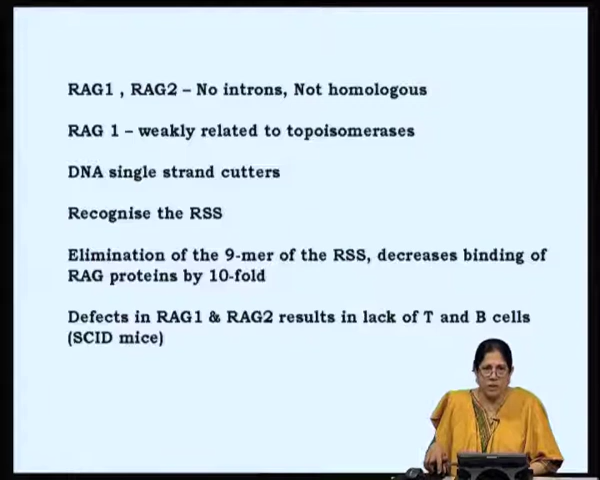 RAG1 , RAG2 – No introns, Not homologous
RAG 1 – weakly related to topoisomerases
DNA single strand cutters
Recognise the RSS
Elimination of the 9-mer of the RSS, decreases binding of
RAG proteins by 10-fold
Defects in RAG1 & RAG2 results in lack of T and B cells
(SCID mice)